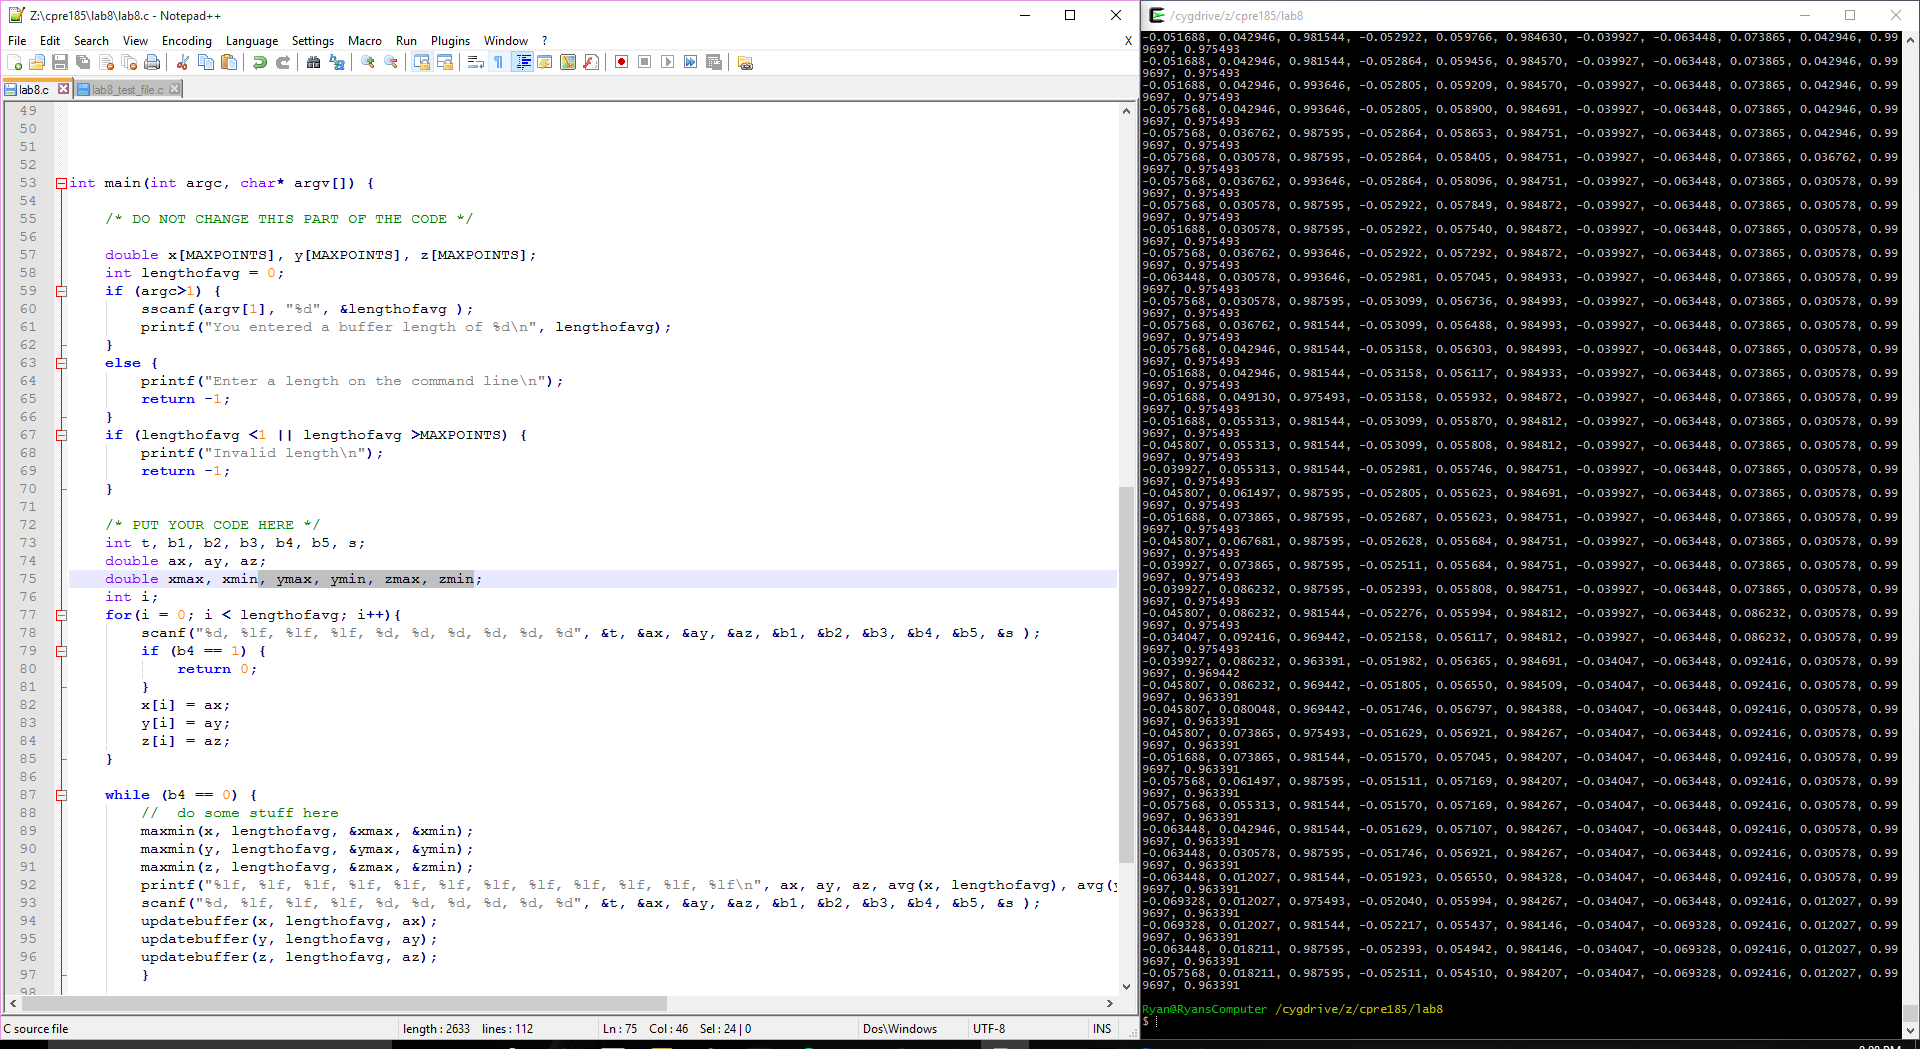 Z:\cpre185\lab8\lab8.c - Notepad++
File Edit Search View Encoding Language Settings Macro Run Plugins Window ? X
lab8.c lab8_test_file.c
49
50
51
52
53 int main(int argc, char* argv[]) {
54
55 /* DO NOT CHANGE THIS PART OF THE CODE */
56
57 double x[MAXPOINTS], y[MAXPOINTS], z[MAXPOINTS];
58 int lengthofavg = 0;
59 if (argc>1) {
60 sscanf(argv[1], "%d", &lengthofavg );
61 printf("You entered a buffer length of %d\n", lengthofavg);
62 }
63 else {
64 printf("Enter a length on the command line\n");
65 return -1;
66 }
67 if (lengthofavg <1 || lengthofavg >MAXPOINTS) {
68 printf("Invalid length\n");
69 return -1;
70 }
71
72 /* PUT YOUR CODE HERE */
73 int t, b1, b2, b3, b4, b5, s;
74 double ax, ay, az;
75 double xmax, xmin, ymax, ymin, zmax, zmin;
76 int i;
77 for(i = 0; i < lengthofavg; i++){
78 scanf("%d, %lf, %lf, %lf, %d, %d, %d, %d, %d, %d", &t, &ax, &ay, &az, &b1, &b2, &b3, &b4, &b5, &s );
79 if (b4 == 1) {
80 return 0;
81 }
82 x[i] = ax;
83 y[i] = ay;
84 z[i] = az;
85 }
86
87 while (b4 == 0) {
88 // do some stuff here
89 maxmin(x, lengthofavg, &xmax, &xmin);
90 maxmin(y, lengthofavg, &ymax, &ymin);
91 maxmin(z, lengthofavg, &zmax, &zmin);
92 printf("%lf, %lf, %lf, %lf, %lf, %lf, %lf, %lf, %lf, %lf, %lf, %lf\n", ax, ay, az, avg(x, lengthofavg), avg(y
93 scanf("%d, %lf, %lf, %lf, %d, %d, %d, %d, %d, %d", &t, &ax, &ay, &az, &b1, &b2, &b3, &b4, &b5, &s );
94 updatebuffer(x, lengthofavg, ax);
95 updatebuffer(y, lengthofavg, ay);
96 updatebuffer(z, lengthofavg, az);
97 }
98
C source file length : 2633 lines : 112 Ln : 75 Col : 46 Sel : 24 | 0 Dos\Windows UTF-8 INS
/cygdrive/z/cpre185/lab8
-0.051688, 0.042946, 0.981544, -0.052922, 0.059766, 0.984630, -0.039927, -0.063448, 0.073865, 0.042946, 0.99
9697, 0.975493
-0.051688, 0.042946, 0.981544, -0.052864, 0.059456, 0.984570, -0.039927, -0.063448, 0.073865, 0.042946, 0.99
9697, 0.975493
-0.051688, 0.042946, 0.993646, -0.052805, 0.059209, 0.984570, -0.039927, -0.063448, 0.073865, 0.042946, 0.99
9697, 0.975493
-0.057568, 0.042946, 0.993646, -0.052805, 0.058900, 0.984691, -0.039927, -0.063448, 0.073865, 0.042946, 0.99
9697, 0.975493
-0.057568, 0.036762, 0.987595, -0.052864, 0.058653, 0.984751, -0.039927, -0.063448, 0.073865, 0.042946, 0.99
9697, 0.975493
-0.057568, 0.030578, 0.987595, -0.052864, 0.058405, 0.984751, -0.039927, -0.063448, 0.073865, 0.036762, 0.99
9697, 0.975493
-0.057568, 0.036762, 0.993646, -0.052864, 0.058096, 0.984751, -0.039927, -0.063448, 0.073865, 0.030578, 0.99
9697, 0.975493
-0.057568, 0.030578, 0.987595, -0.052922, 0.057849, 0.984872, -0.039927, -0.063448, 0.073865, 0.030578, 0.99
9697, 0.975493
-0.051688, 0.030578, 0.987595, -0.052922, 0.057540, 0.984872, -0.039927, -0.063448, 0.073865, 0.030578, 0.99
9697, 0.975493
-0.057568, 0.036762, 0.993646, -0.052922, 0.057292, 0.984872, -0.039927, -0.063448, 0.073865, 0.030578, 0.99
9697, 0.975493
-0.063448, 0.030578, 0.993646, -0.052981, 0.057045, 0.984933, -0.039927, -0.063448, 0.073865, 0.030578, 0.99
9697, 0.975493
-0.057568, 0.030578, 0.987595, -0.053099, 0.056736, 0.984993, -0.039927, -0.063448, 0.073865, 0.030578, 0.99
9697, 0.975493
-0.057568, 0.036762, 0.981544, -0.053099, 0.056488, 0.984993, -0.039927, -0.063448, 0.073865, 0.030578, 0.99
9697, 0.975493
-0.057568, 0.042946, 0.981544, -0.053158, 0.056303, 0.984993, -0.039927, -0.063448, 0.073865, 0.030578, 0.99
9697, 0.975493
-0.051688, 0.042946, 0.981544, -0.053158, 0.056117, 0.984933, -0.039927, -0.063448, 0.073865, 0.030578, 0.99
9697, 0.975493
-0.051688, 0.049130, 0.975493, -0.053158, 0.055932, 0.984872, -0.039927, -0.063448, 0.073865, 0.030578, 0.99
9697, 0.975493
-0.051688, 0.055313, 0.981544, -0.053099, 0.055870, 0.984812, -0.039927, -0.063448, 0.073865, 0.030578, 0.99
9697, 0.975493
-0.045807, 0.055313, 0.981544, -0.053099, 0.055808, 0.984812, -0.039927, -0.063448, 0.073865, 0.030578, 0.99
9697, 0.975493
-0.039927, 0.055313, 0.981544, -0.052981, 0.055746, 0.984751, -0.039927, -0.063448, 0.073865, 0.030578, 0.99
9697, 0.975493
-0.045807, 0.061497, 0.987595, -0.052805, 0.055623, 0.984691, -0.039927, -0.063448, 0.073865, 0.030578, 0.99
9697, 0.975493
-0.051688, 0.073865, 0.987595, -0.052687, 0.055623, 0.984751, -0.039927, -0.063448, 0.073865, 0.030578, 0.99
9697, 0.975493
-0.045807, 0.067681, 0.987595, -0.052628, 0.055684, 0.984751, -0.039927, -0.063448, 0.073865, 0.030578, 0.99
9697, 0.975493
-0.039927, 0.073865, 0.987595, -0.052511, 0.055684, 0.984751, -0.039927, -0.063448, 0.073865, 0.030578, 0.99
9697, 0.975493
-0.039927, 0.086232, 0.987595, -0.052393, 0.055808, 0.984751, -0.039927, -0.063448, 0.086232, 0.030578, 0.99
9697, 0.975493
-0.045807, 0.086232, 0.981544, -0.052276, 0.055994, 0.984812, -0.039927, -0.063448, 0.086232, 0.030578, 0.99
9697, 0.975493
-0.034047, 0.092416, 0.969442, -0.052158, 0.056117, 0.984812, -0.039927, -0.063448, 0.086232, 0.030578, 0.99
9697, 0.975493
-0.039927, 0.086232, 0.963391, -0.051982, 0.056365, 0.984691, -0.034047, -0.063448, 0.092416, 0.030578, 0.99
9697, 0.969442
-0.045807, 0.086232, 0.969442, -0.051805, 0.056550, 0.984509, -0.034047, -0.063448, 0.092416, 0.030578, 0.99
9697, 0.963391
-0.045807, 0.080048, 0.969442, -0.051746, 0.056797, 0.984388, -0.034047, -0.063448, 0.092416, 0.030578, 0.99
9697, 0.963391
-0.045807, 0.073865, 0.975493, -0.051629, 0.056921, 0.984267, -0.034047, -0.063448, 0.092416, 0.030578, 0.99
9697, 0.963391
-0.051688, 0.073865, 0.981544, -0.051570, 0.057045, 0.984207, -0.034047, -0.063448, 0.092416, 0.030578, 0.99
9697, 0.963391
-0.057568, 0.061497, 0.987595, -0.051511, 0.057169, 0.984207, -0.034047, -0.063448, 0.092416, 0.030578, 0.99
9697, 0.963391
-0.057568, 0.055313, 0.981544, -0.051570, 0.057169, 0.984267, -0.034047, -0.063448, 0.092416, 0.030578, 0.99
9697, 0.963391
-0.063448, 0.042946, 0.981544, -0.051629, 0.057107, 0.984267, -0.034047, -0.063448, 0.092416, 0.030578, 0.99
9697, 0.963391
-0.063448, 0.030578, 0.987595, -0.051746, 0.056921, 0.984267, -0.034047, -0.063448, 0.092416, 0.030578, 0.99
9697, 0.963391
-0.063448, 0.012027, 0.981544, -0.051923, 0.056550, 0.984328, -0.034047, -0.063448, 0.092416, 0.030578, 0.99
9697, 0.963391
-0.069328, 0.012027, 0.975493, -0.052040, 0.055994, 0.984267, -0.034047, -0.063448, 0.092416, 0.012027, 0.99
9697, 0.963391
-0.069328, 0.012027, 0.981544, -0.052217, 0.055437, 0.984146, -0.034047, -0.069328, 0.092416, 0.012027, 0.99
9697, 0.963391
-0.063448, 0.018211, 0.987595, -0.052393, 0.054942, 0.984146, -0.034047, -0.069328, 0.092416, 0.012027, 0.99
9697, 0.963391
-0.057568, 0.018211, 0.987595, -0.052511, 0.054510, 0.984207, -0.034047, -0.069328, 0.092416, 0.012027, 0.99
9697, 0.963391
Ryan@RyansComputer /cygdrive/z/cpre185/lab8
$